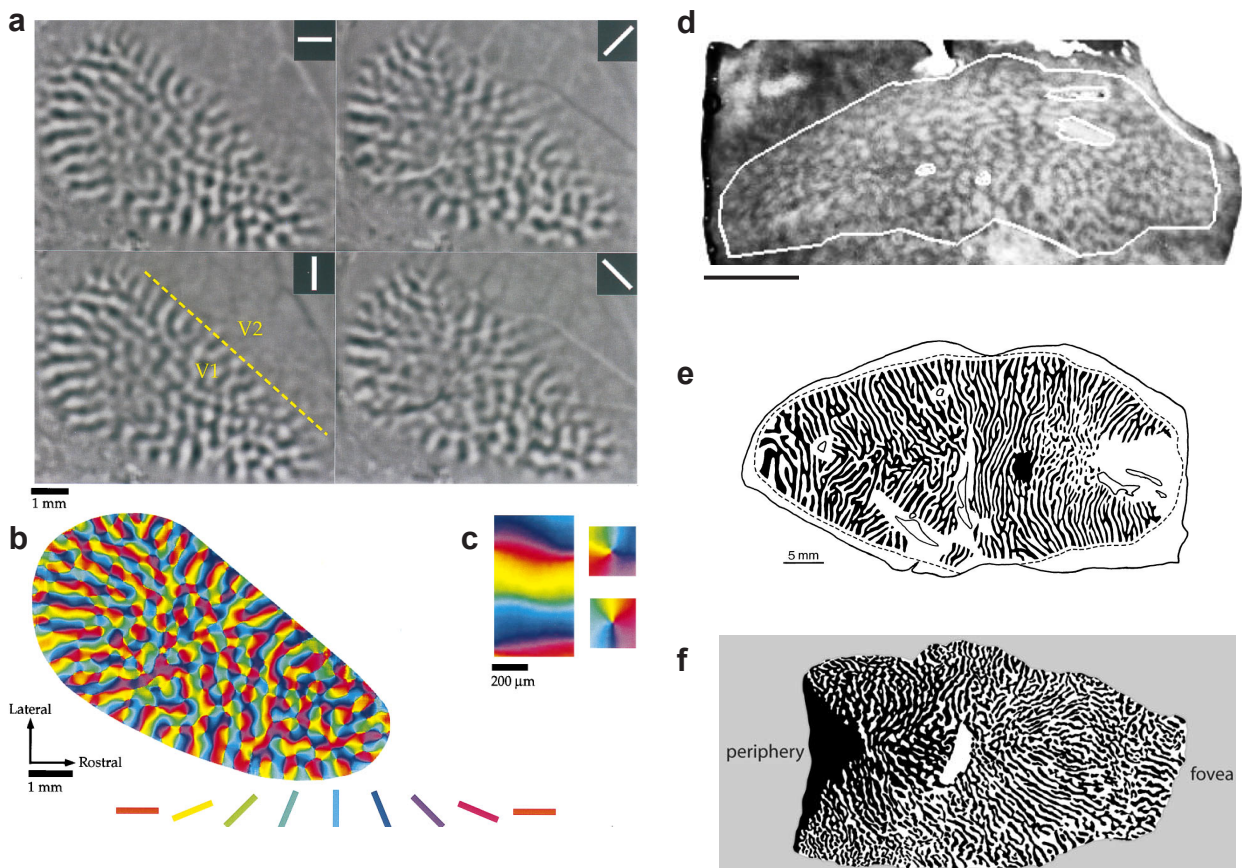 a
V2
V1
1 mm
b
Lateral
Rostral
1 mm
c
200 μm
d
e
5 mm
f
periphery
fovea